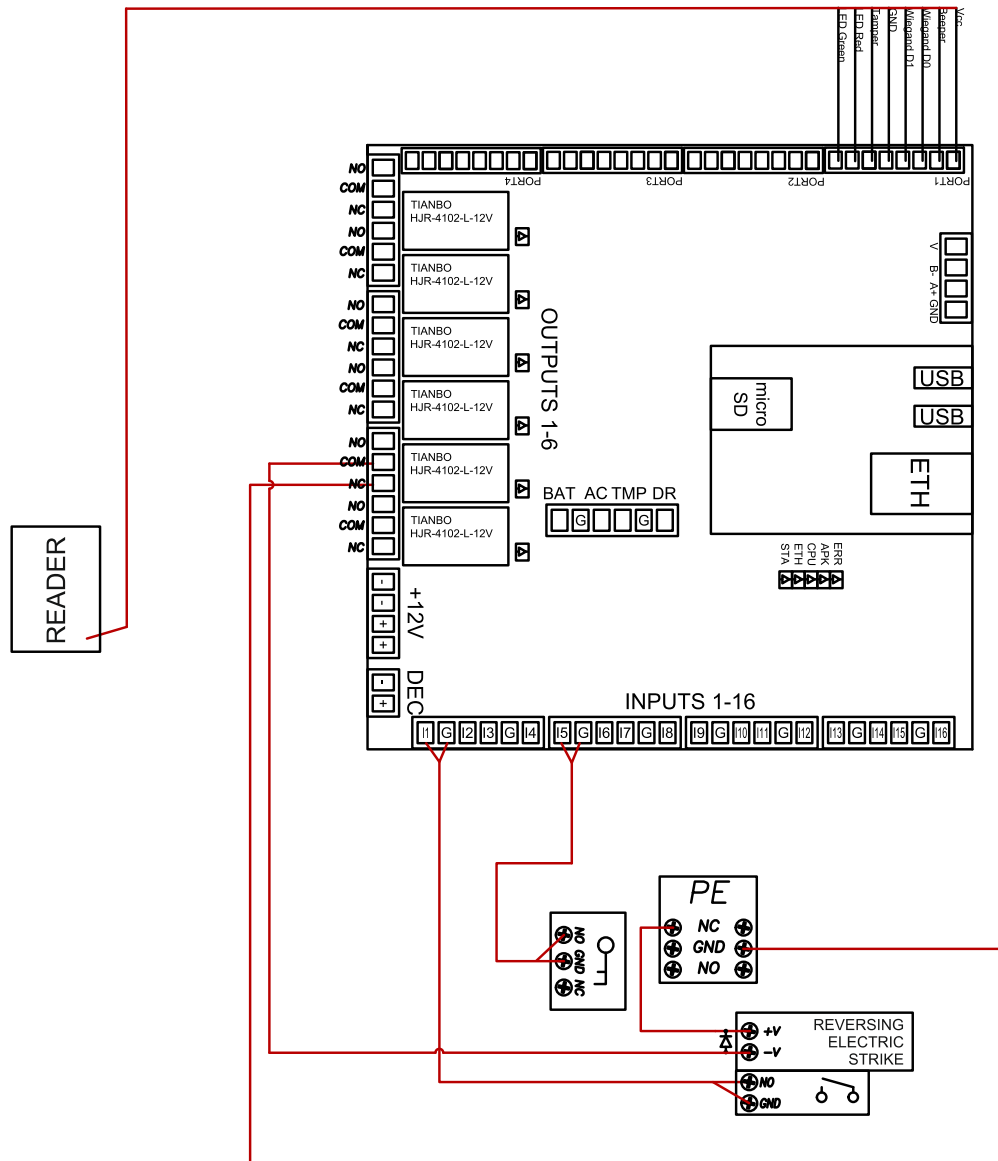 Vcc
Beeper
Wiegand D0
Wiegand D1
GND
Tamper
LED Red
LED Green
PORT4
PORT3
PORT2
PORT1
NO
COM
NC
NO
COM
NC
NO
COM
NC
NO
COM
NC
NO
COM
NC
NO
COM
NC
TIANBO
HJR-4102-L-12V
TIANBO
HJR-4102-L-12V
TIANBO
HJR-4102-L-12V
TIANBO
HJR-4102-L-12V
TIANBO
HJR-4102-L-12V
TIANBO
HJR-4102-L-12V
OUTPUTS 1-6
V
B-
A+
GND
USB
USB
micro
SD
ETH
BAT AC TMP DR
G G
ERR
APK
CPU
ETH
STA
READER
- - + +
+12V
- +
DEC
INPUTS 1-16
I1 G I2 I3 G I4
I5 G I6 I7 G I8
I9 G I10 I11 G I12
I13 G I14 I15 G I16
NO
GND
NC
PE
NC
GND
NO
+V
-V
REVERSING
ELECTRIC
STRIKE
NO
GND